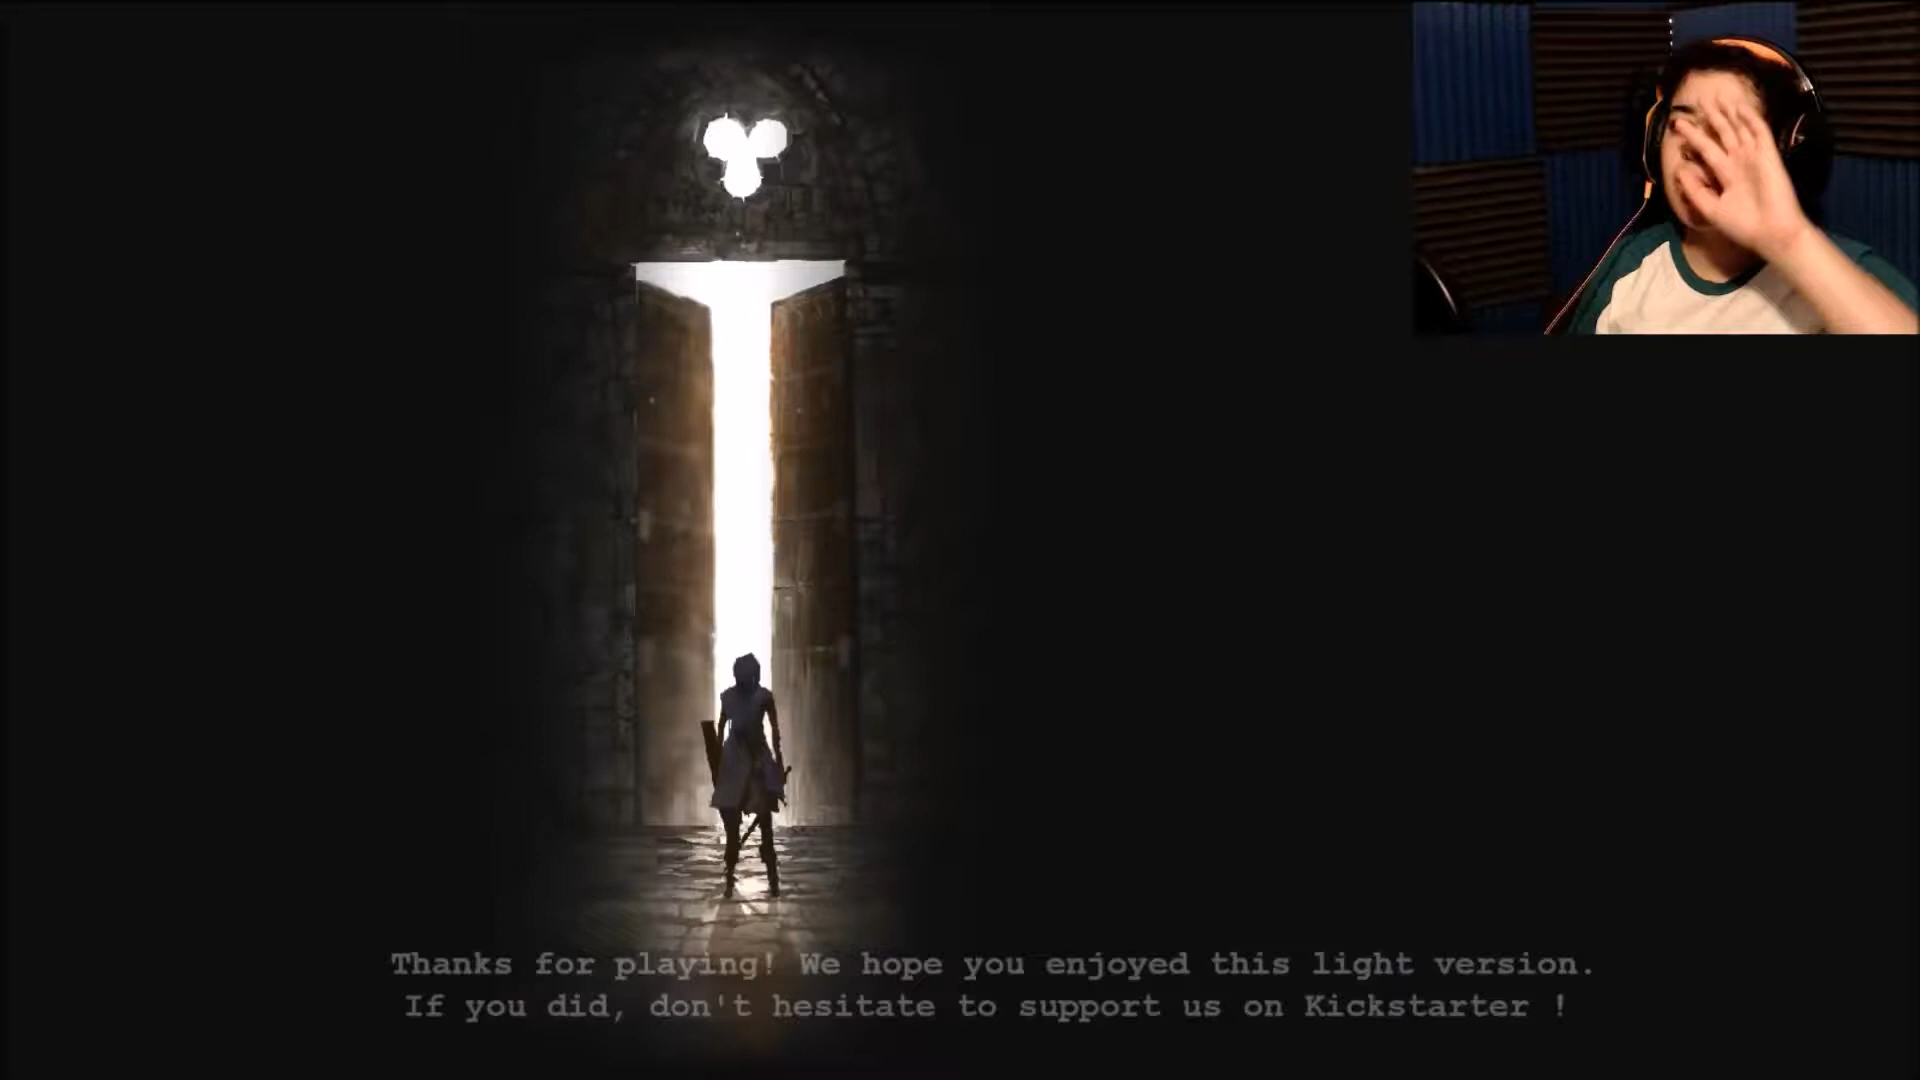 Thanks for playing! We hope you enjoyed this light version.
If you did, don't hesitate to support us on Kickstarter !